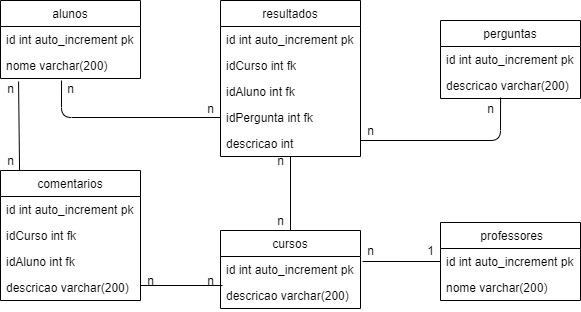 alunos
id int auto_increment pk
nome varchar(200)
n
n
n
n
resultados
id int auto_increment pk
idCurso int fk
idAluno int fk
idPergunta int fk
descricao int
n
n
n
n
perguntas
id int auto_increment pk
descricao varchar(200)
comentarios
id int auto_increment pk
idCurso int fk
idAluno int fk
descricao varchar(200)
n
n
cursos
id int auto_increment pk
descricao varchar(200)
n
1
professores
id int auto_increment pk
nome varchar(200)